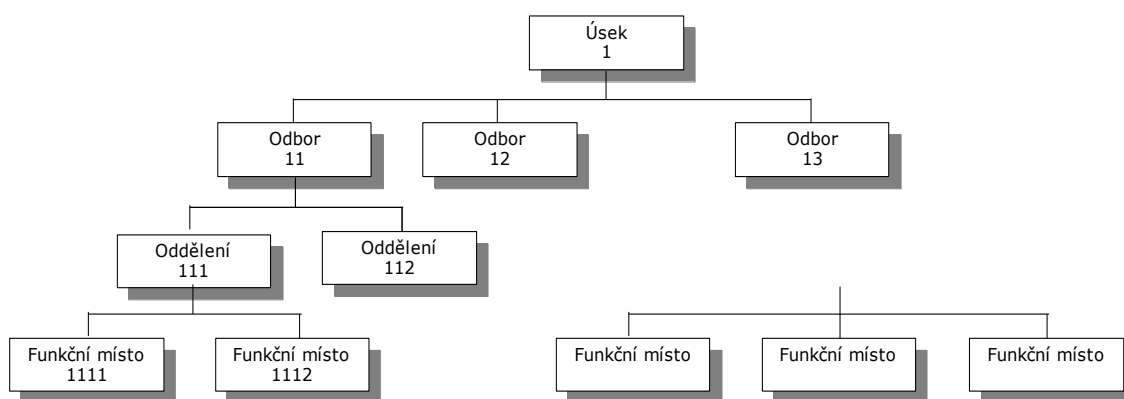 Úsek
1
Odbor
11
Odbor
12
Odbor
13
Oddělení
111
Oddělení
112
Funkční místo
1111
Funkční místo
1112
Funkční místo
Funkční místo
Funkční místo